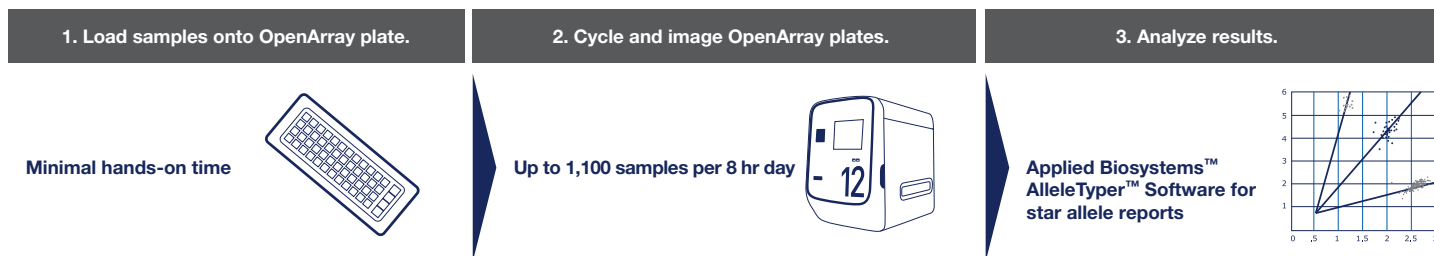 1. Load samples onto OpenArray plate.
2. Cycle and image OpenArray plates.
3. Analyze results.
Minimal hands-on time
Up to 1,100 samples per 8 hr day
12
Applied Biosystems™
AlleleTyper™ Software for
star allele reports
6
5
4
3
2
1
0 .5 1 1,5 2 2,5